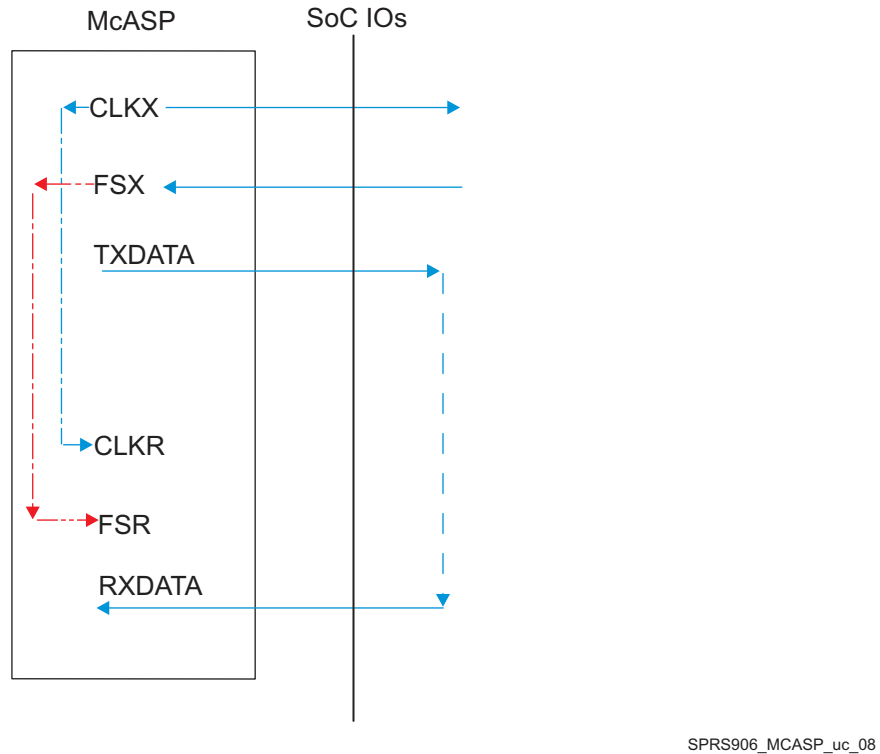 McASP
SoC IOs
CLKX
FSX
TXDATA
CLKR
FSR
RXDATA
SPRS906_MCASP_uc_08